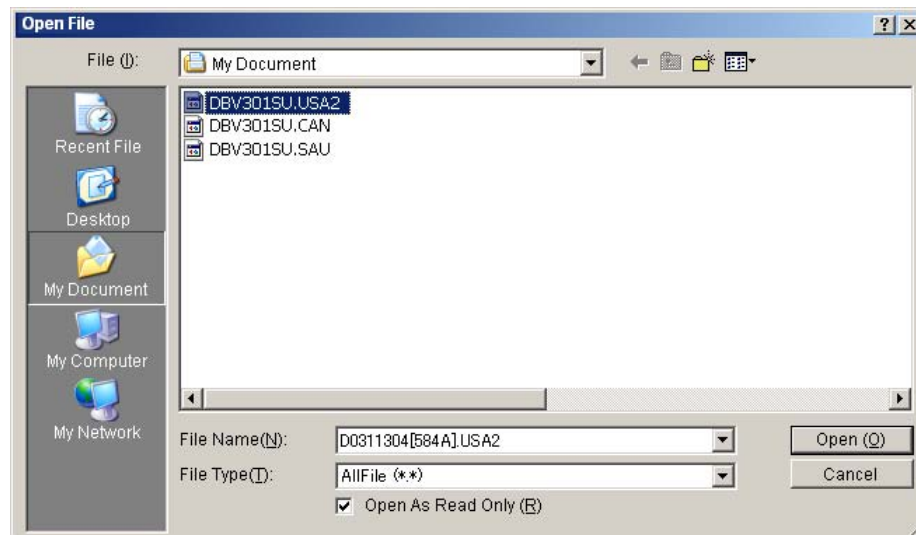 Open File
File (I):
My Document
DBV301SU.USA2
DBV301SU.CAN
DBV301SU.SAU
Recent File
Desktop
My Document
My Computer
My Network
File Name(N):
D0311304[584A].USA2
Open (O)
File Type(T):
AllFile (*.*)
Cancel
Open As Read Only (R)